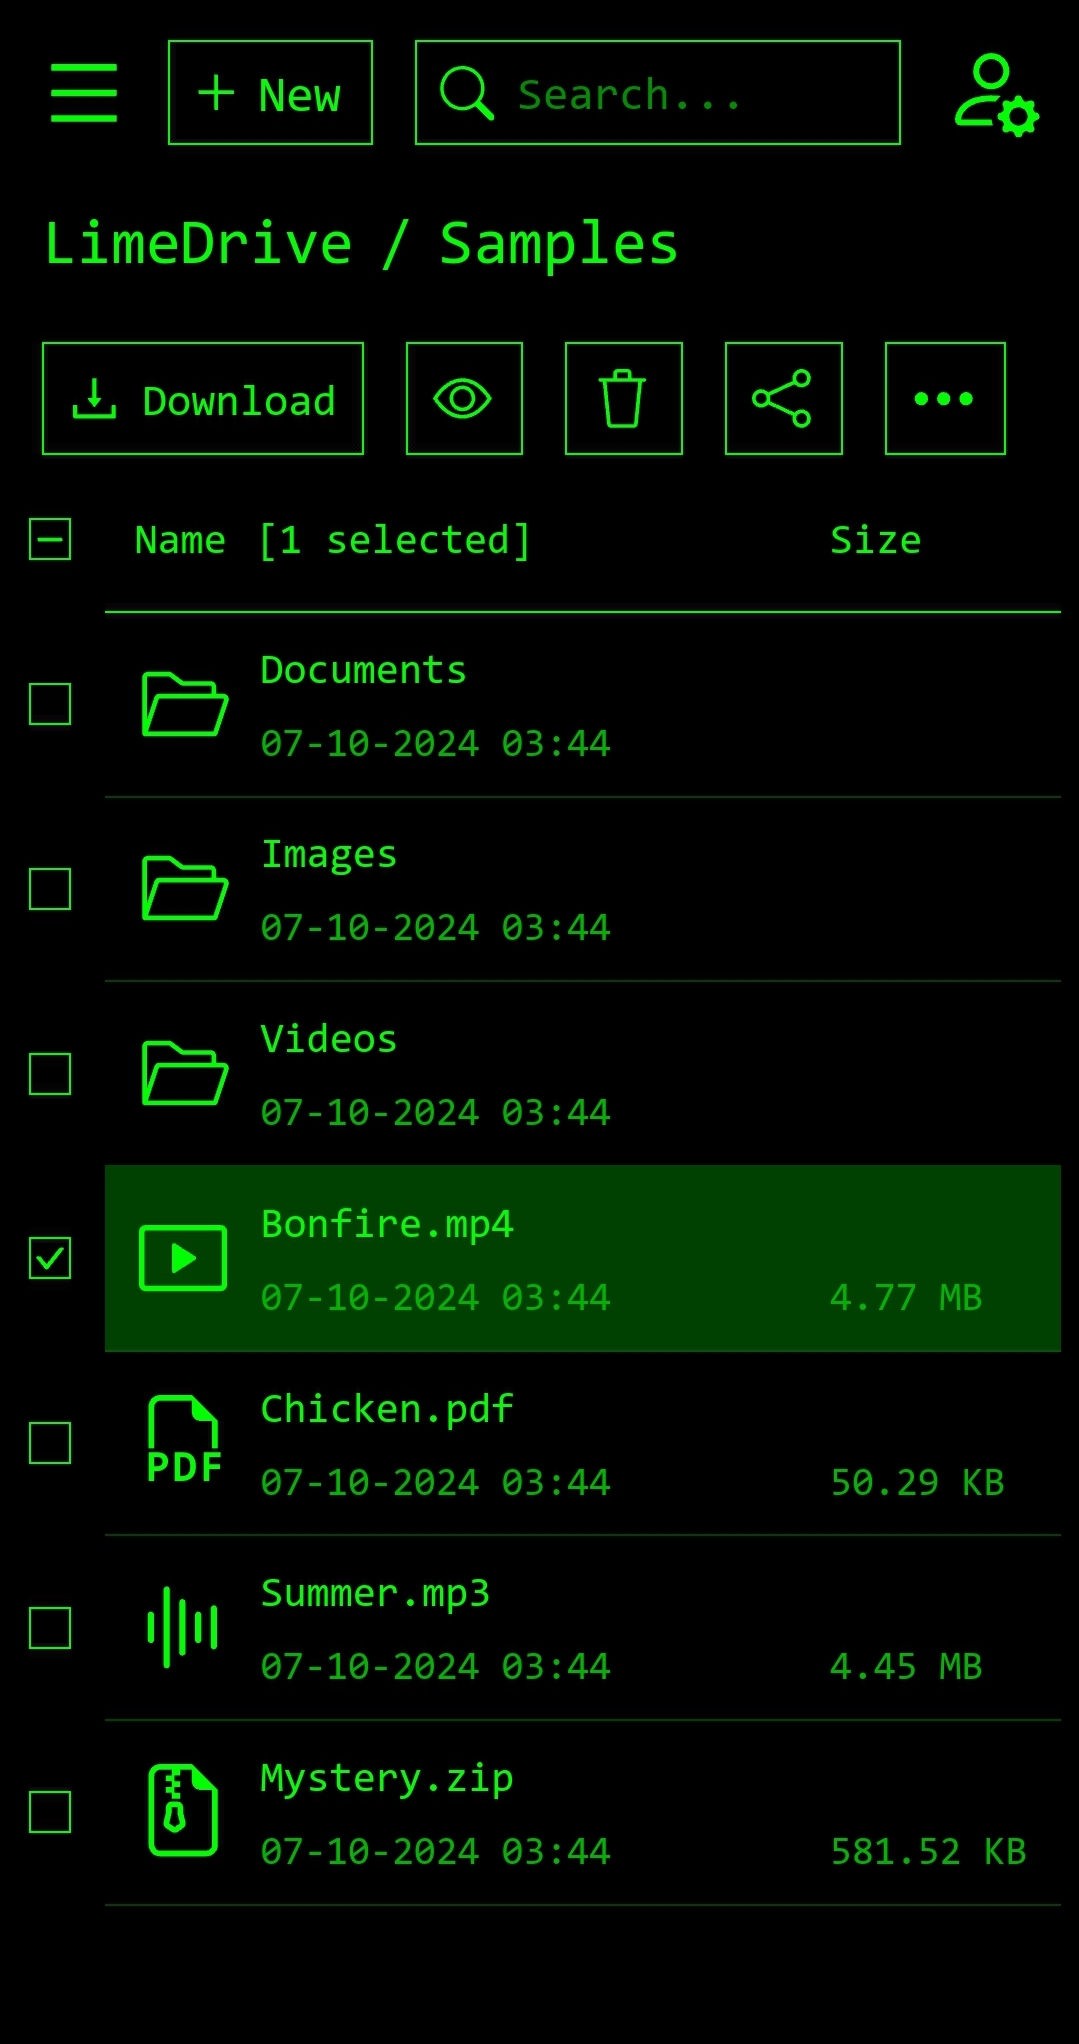 New
Search...
LimeDrive / Samples
Download
Name [1 selected] Size
Documents
07-10-2024 03:44
Images
07-10-2024 03:44
Videos
07-10-2024 03:44
Bonfire.mp4
07-10-2024 03:44 4.77 MB
PDF
Chicken.pdf
07-10-2024 03:44 50.29 KB
Summer.mp3
07-10-2024 03:44 4.45 MB
Mystery.zip
07-10-2024 03:44 581.52 KB